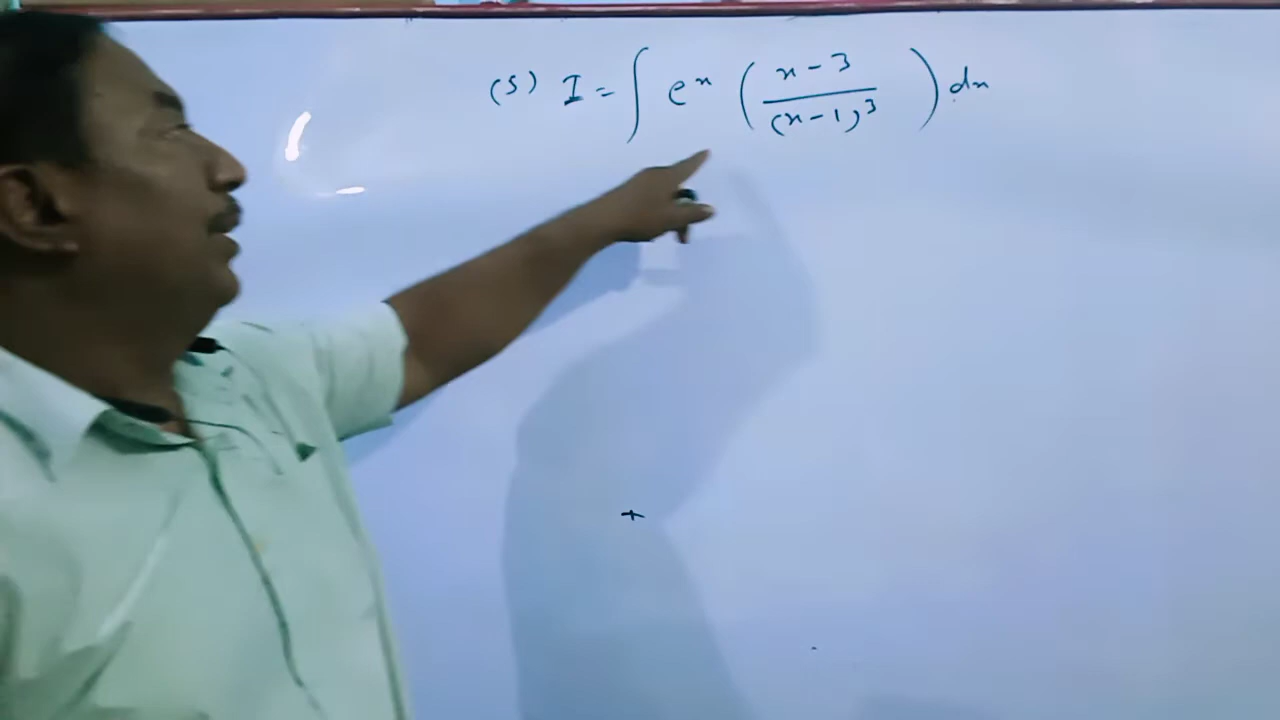 (5) I = ∫ eˣ ( (x-3) / (x-1)³ ) dx